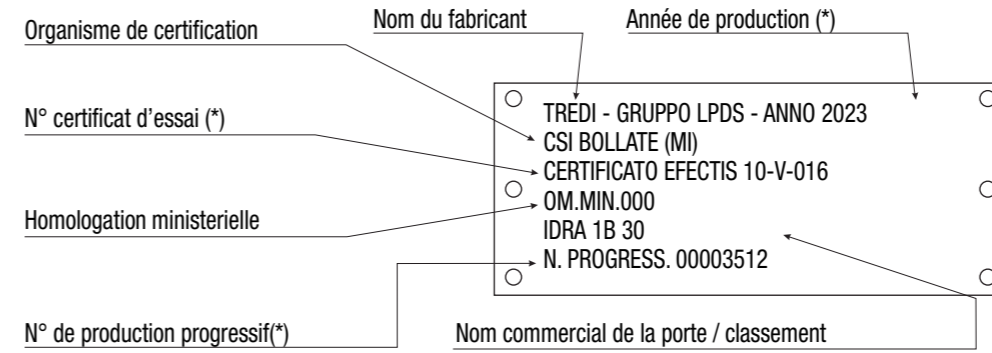 Nom du fabricant
Année de production (*)
Organisme de certification
TREDI - GRUPPO LPDS - ANNO 2023
N° certificat d'essai (*)
CSI BOLLATE (MI)
CERTIFICATO EFECTIS 10-V-016
OM.MIN.000
Homologation ministerielle
IDRA 1B 30
N. PROGRESS. 00003512
N° de production progressif(*)
Nom commercial de la porte / classement